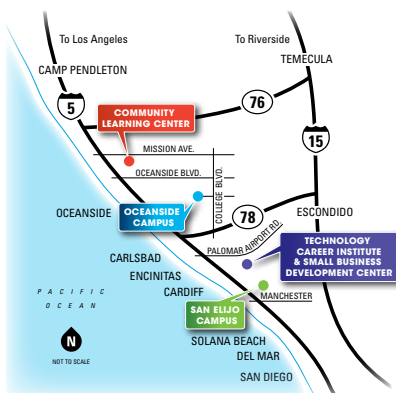 To Los Angeles
To Riverside
TEMECULA
CAMP PENDLETON
5
76
COMMUNITY
LEARNING CENTER
15
MISSION AVE.
OCEANSIDE BLVD.
COLLEGE BLVD.
OCEANSIDE
OCEANSIDE
CAMPUS
78
ESCONDIDO
PALOMAR AIRPORT RD.
TECHNOLOGY
CAREER INSTITUTE
& SMALL BUSINESS
DEVELOPMENT CENTER
CARLSBAD
ENCINITAS
CARDIFF
PACIFIC
OCEAN
MANCHESTER
SAN ELIJO
CAMPUS
N
NOT TO SCALE
SOLANA BEACH
DEL MAR
SAN DIEGO